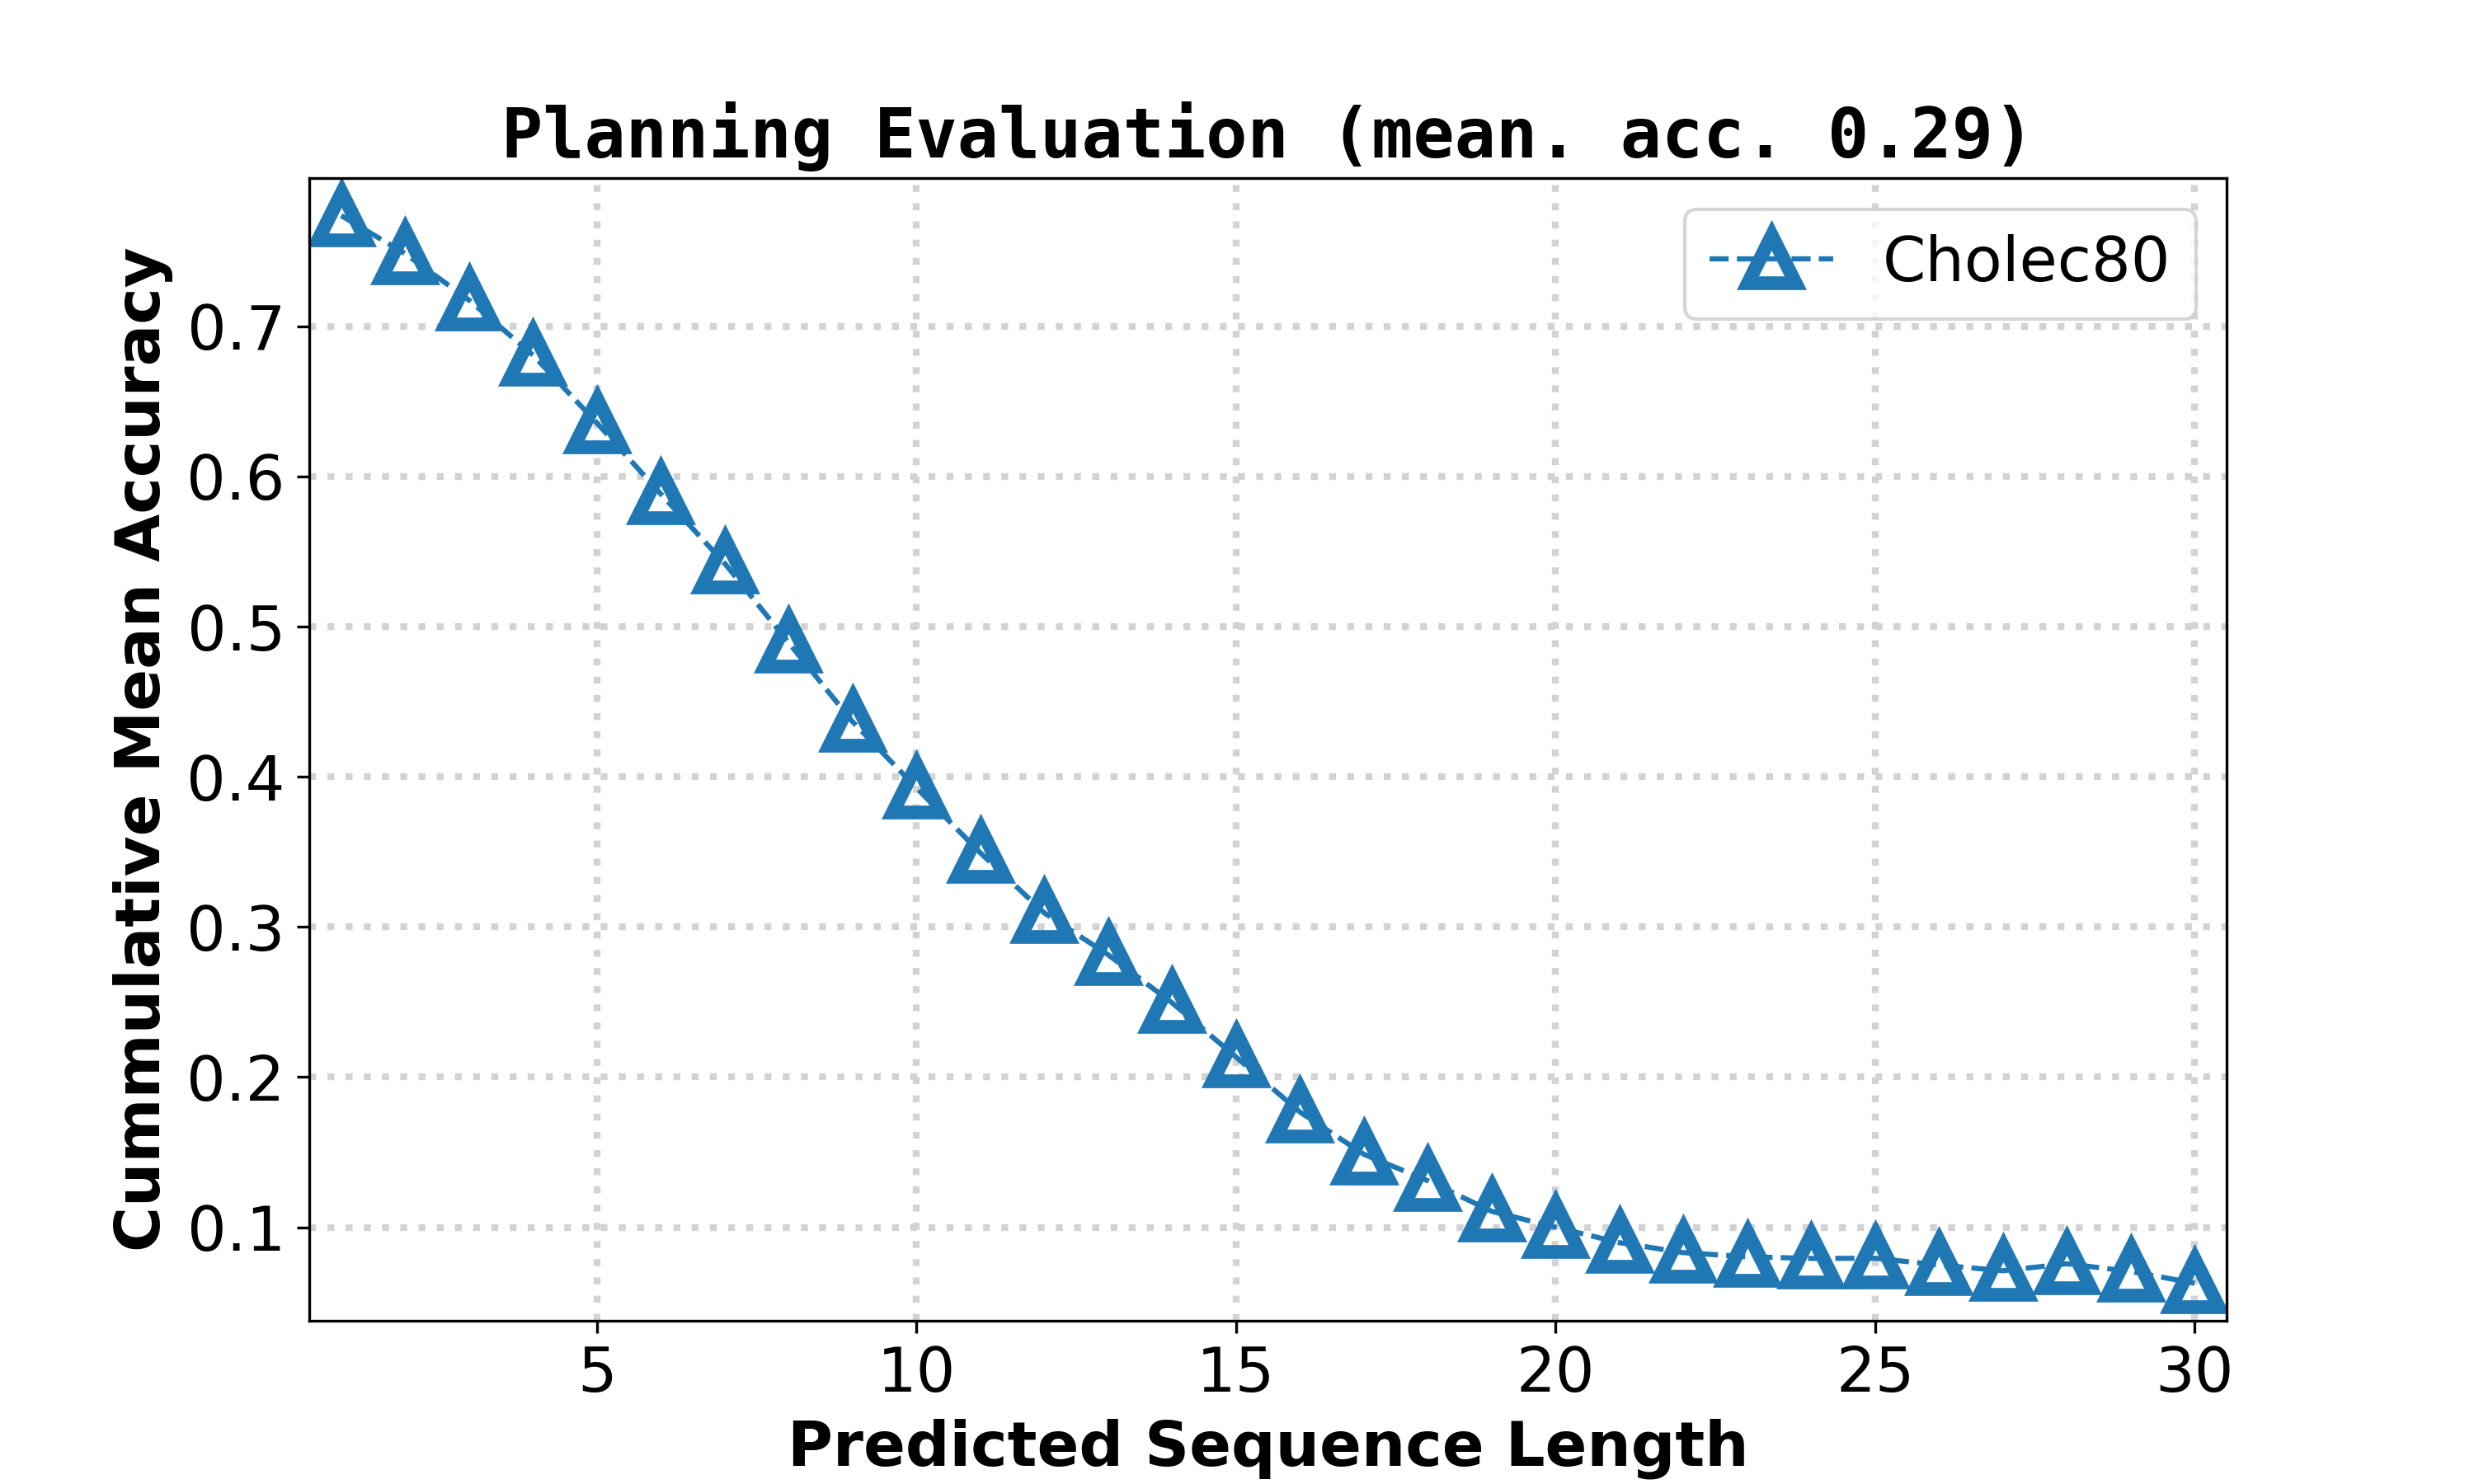 Planning Evaluation (mean. acc. 0.29)
Cholec80
Cummulative Mean Accuracy
0.7
0.6
0.5
0.4
0.3
0.2
0.1
5 10 15 20 25 30
Predicted Sequence Length